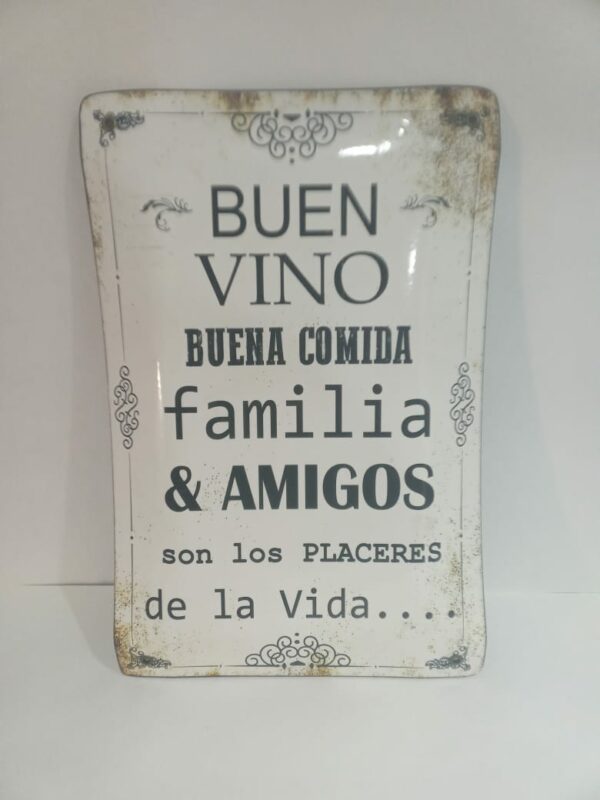 BUEN
VINO
BUENA COMIDA
familia
& AMIGOS
son los PLACERES
de la Vida....